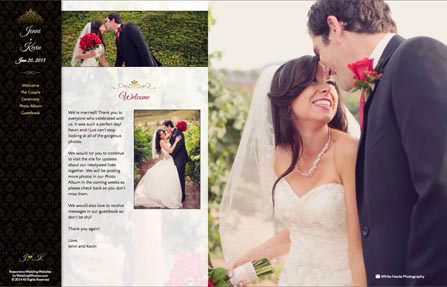 Jenni
&
Kevin
June 20, 2013
Welcome
The Couple
Ceremony
Photo Album
Guestbook
J K
Responsive Wedding Websites
by WeddingWindow.com
© 2014 All Rights Reserved
Welcome
We're married!! Thank you to
everyone who celebrated with
us. It was such a perfect day!
Kevin and I just can't stop
looking at all of the gorgeous
photos.
We would for you to continue
to visit the site for updates
about our newlywed lives
together. We will be posting
more photos in our Photo
Album in the coming weeks so
please check back so you don't
miss them.
We would also love to receive
messages in our guestbook so
don't be shy!
Thank you again!
Love,
Jenni and Kevin
White Haute Photography